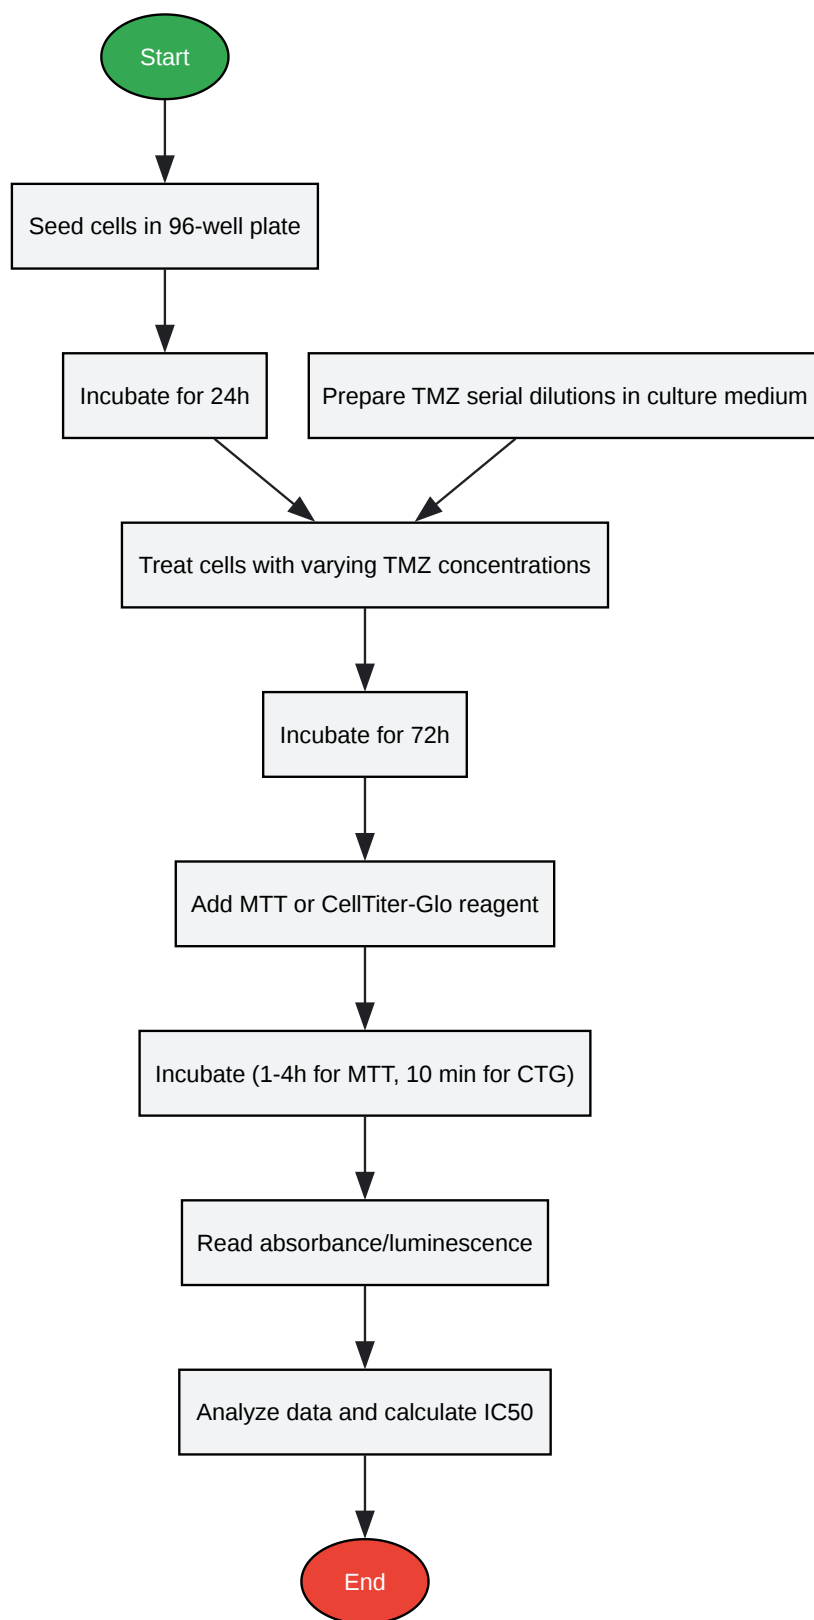 Start
Seed cells in 96-well plate
Incubate for 24h
Prepare TMZ serial dilutions in culture medium
Treat cells with varying TMZ concentrations
Incubate for 72h
Add MTT or CellTiter-Glo reagent
Incubate (1-4h for MTT, 10 min for CTG)
Read absorbance/luminescence
Analyze data and calculate IC50
End